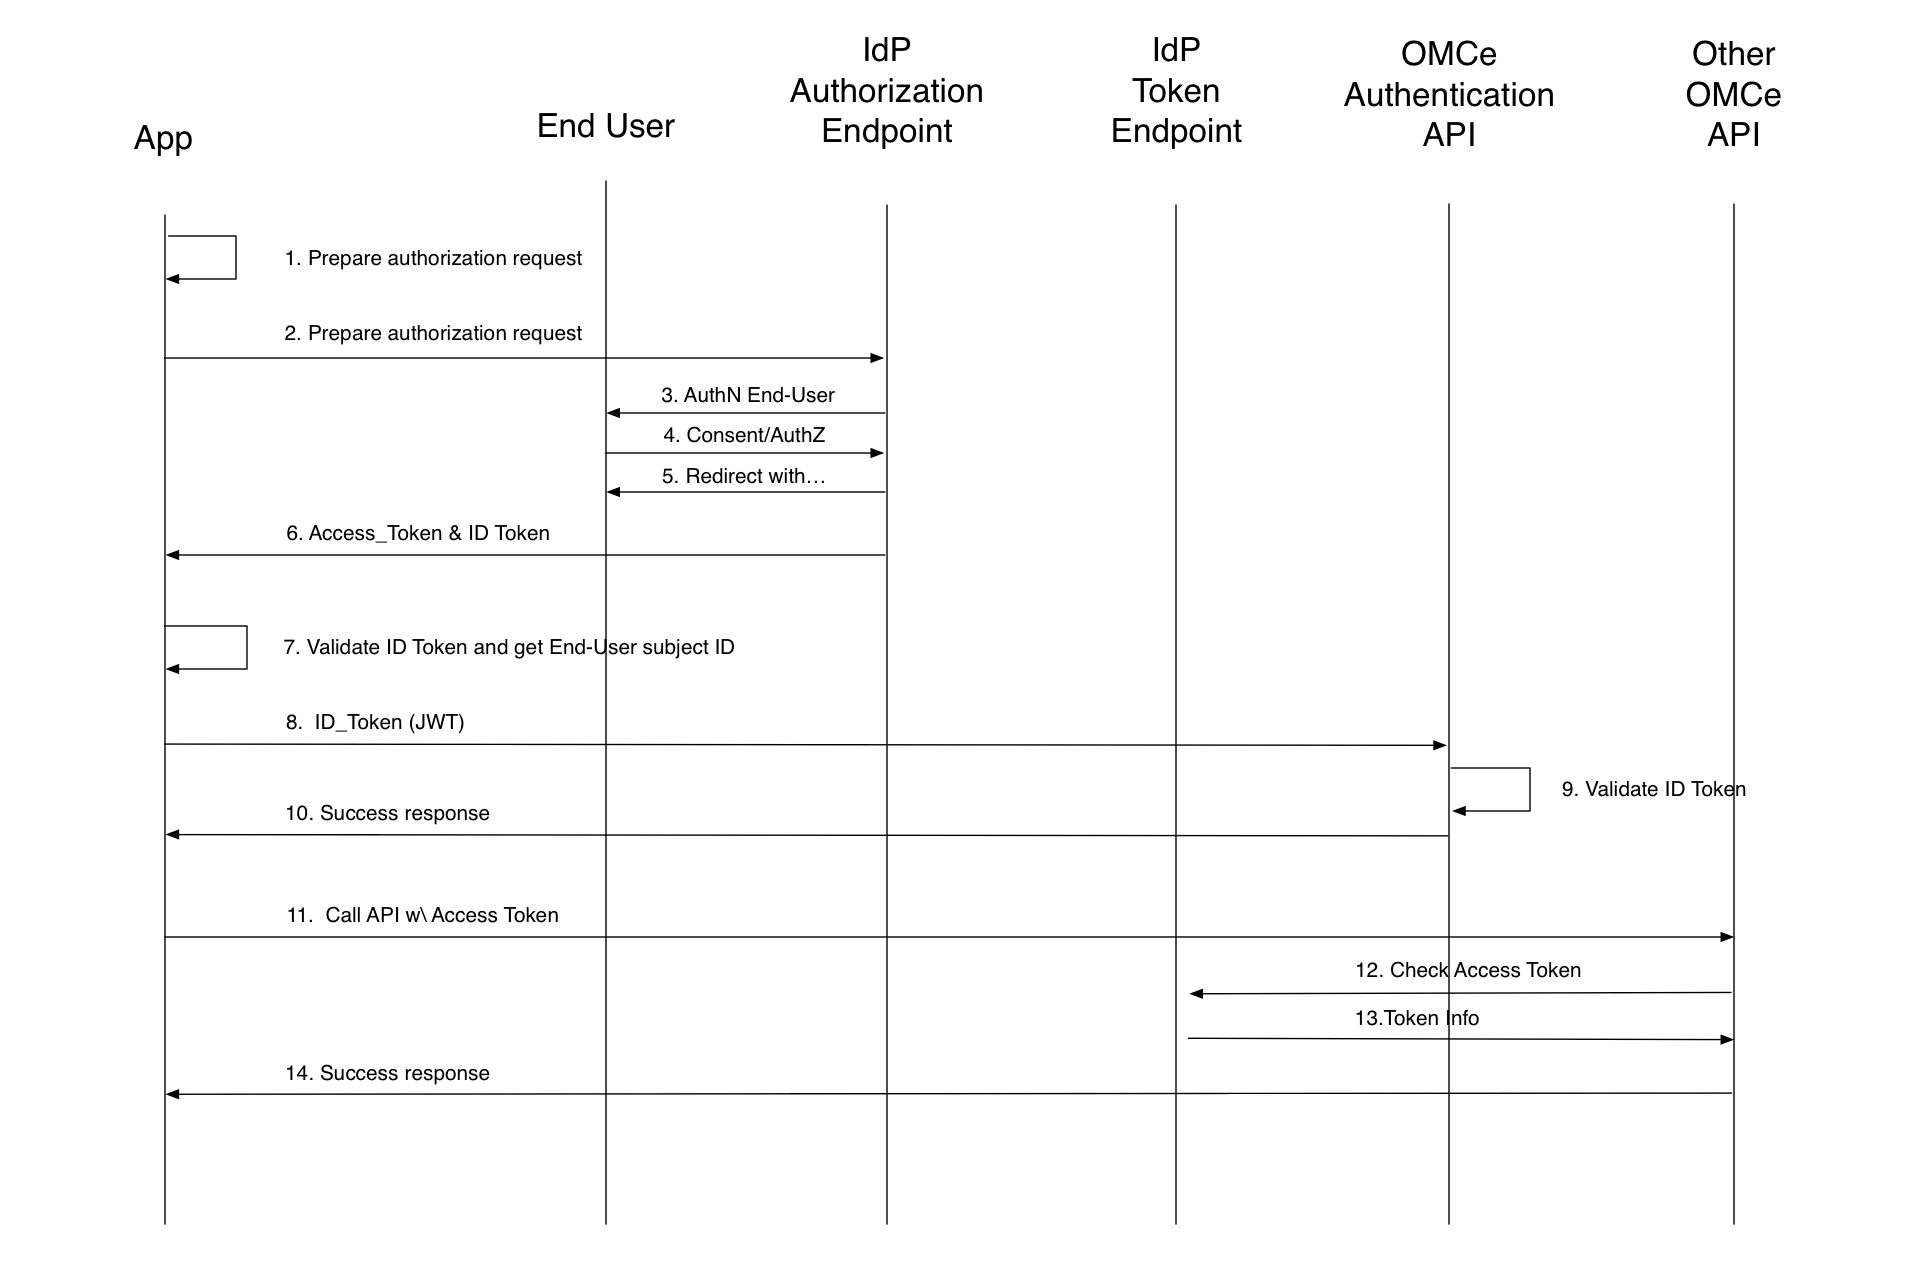 App
End User
IdP
Authorization
Endpoint
IdP
Token
Endpoint
OMCe
Authentication
API
Other
OMCe
API
1. Prepare authorization request
2. Prepare authorization request
3. AuthN End-User
4. Consent/AuthZ
5. Redirect with…
6. Access_Token & ID Token
7. Validate ID Token and get End-User subject ID
8. ID_Token (JWT)
9. Validate ID Token
10. Success response
11. Call API w\ Access Token
12. Check Access Token
13.Token Info
14. Success response